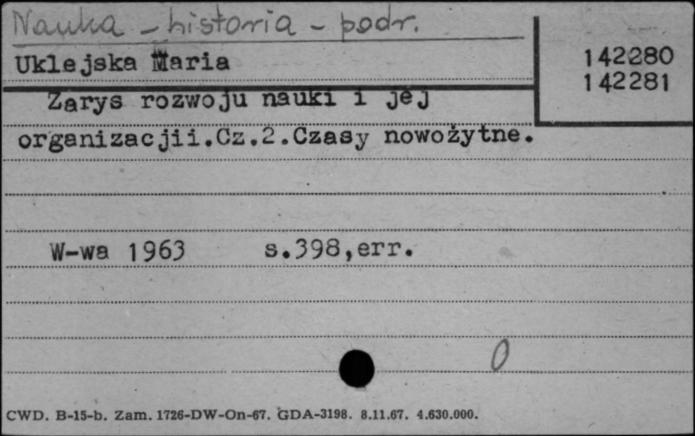 Nauka - historia - podr.
Uklejska Maria
142280
142281
Zarys rozwoju nauki i jej
organizacjii.Cz.2.Czasy nowożytne.
W-wa 1963 s.398,err.
0
CWD. B-15-b. Zam. 1726-DW-On-67. GDA-3198. 8.11.67. 4.630.000.